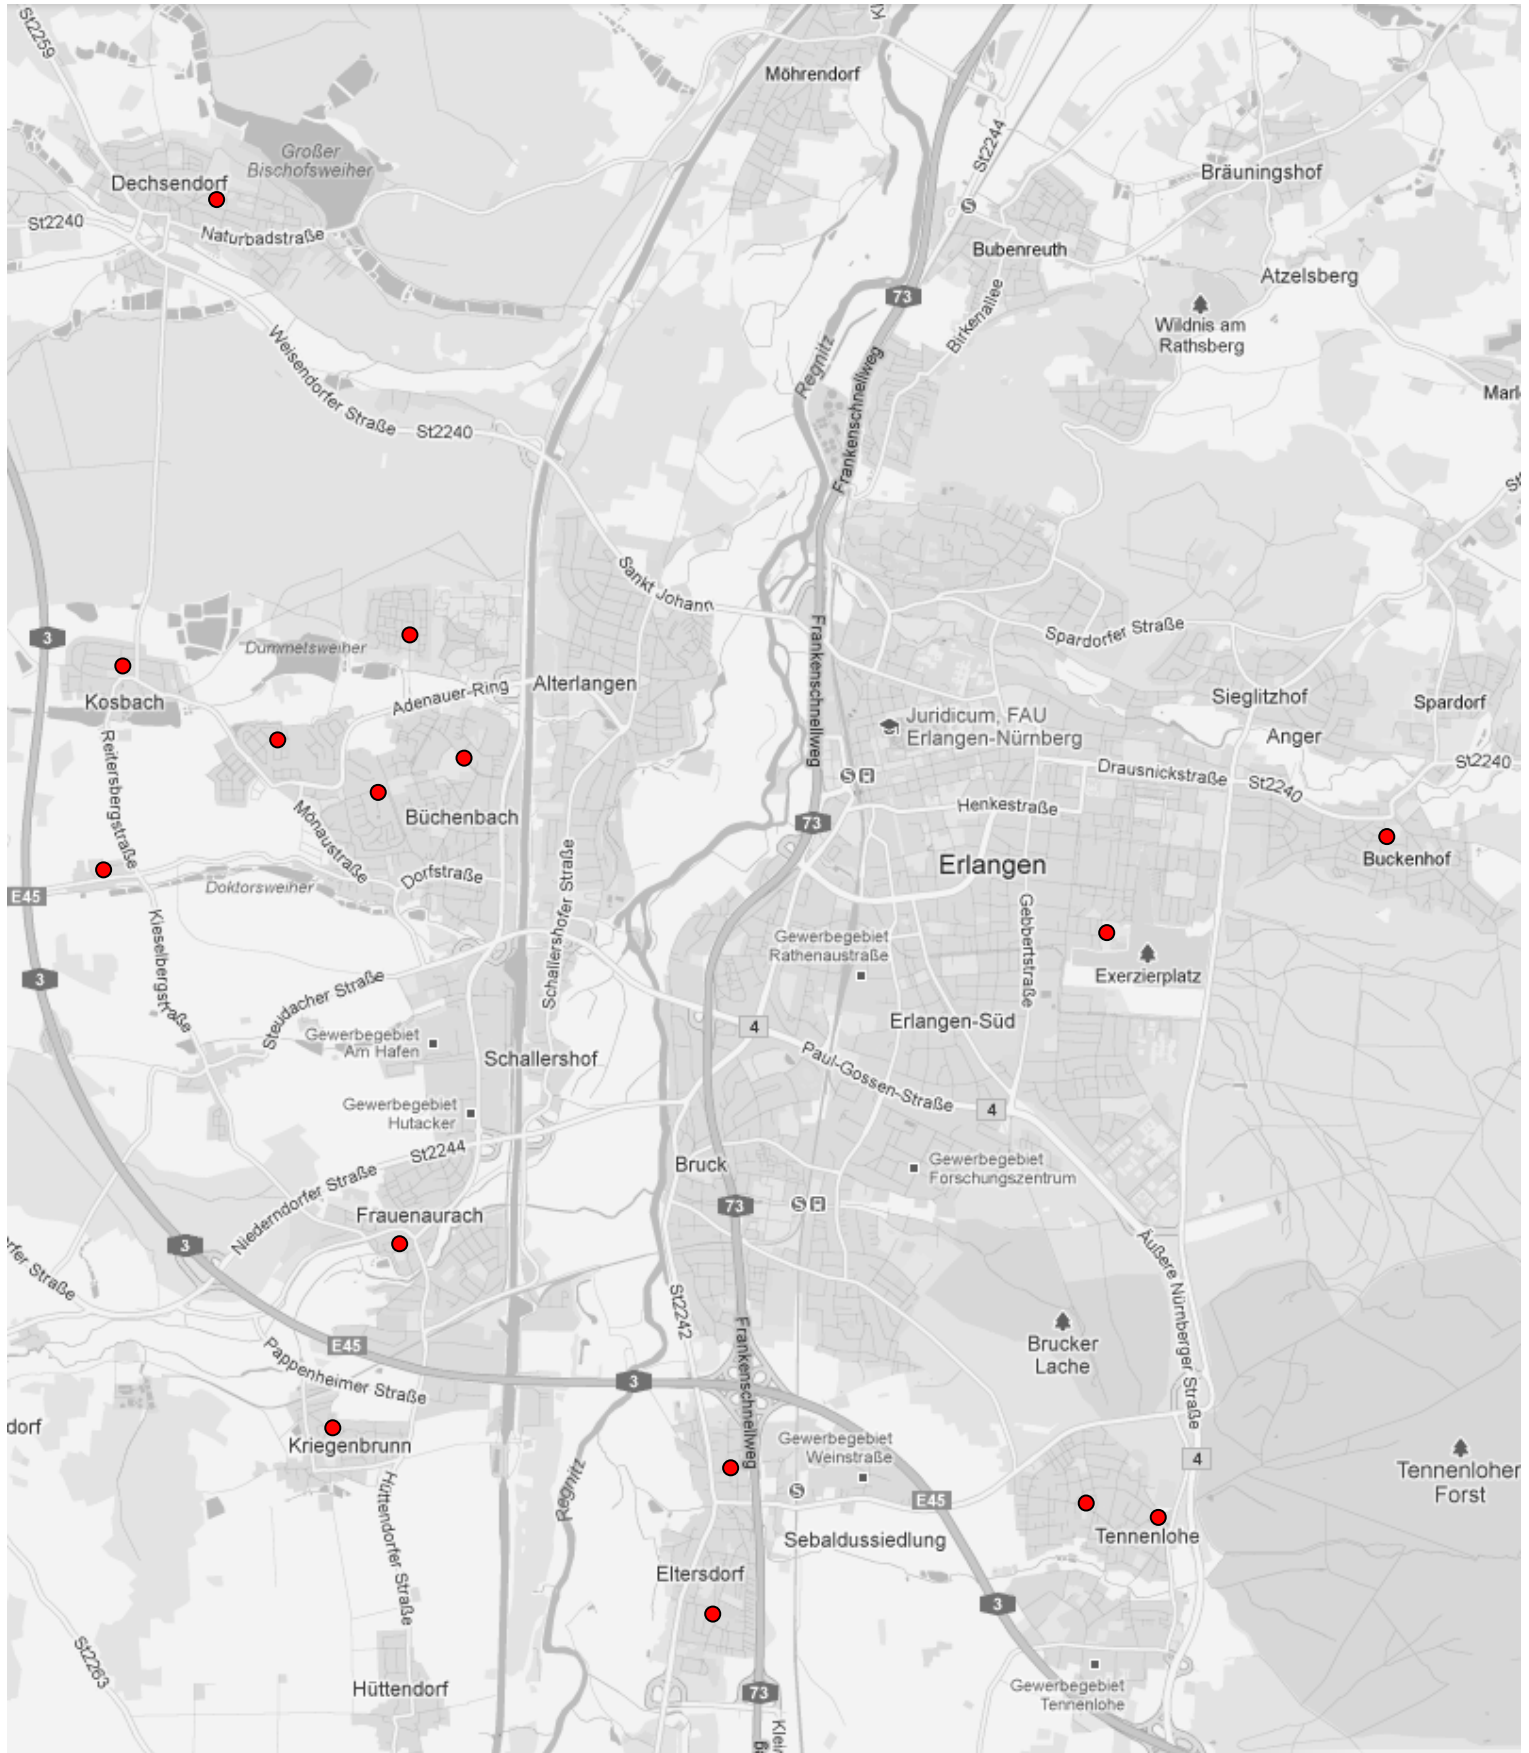 St2259
Möhrendorf
St2244
Großer
Bischofsweiher
Dechsendorf
Bräuningshof
S
St2240
Naturbadstraße
Bubenreuth
Atzelsberg
73
Birkenallee
Wildnis am
Rathsberg
Regnitz
Frankenschnellweg
Weisendorfer Straße
St2240
Sankt Johann
3
Dummetsweiher
Spardorfer Straße
Kosbach
Adenauer-Ring
Alterlangen
Frankenschnellweg
Sieglitzhof
Spardorf
Juridicum, FAU
Erlangen-Nürnberg
Anger
Reitersbergstraße
S
Drausnickstraße
St2240
St2240
Mönaustraße
Büchenbach
73
Henkestraße
Erlangen
Buckenhof
Doktorsweiher
Dorfstraße
E45
Schallershofer Straße
Gebbertstraße
Kieselbergstraße
Gewerbegebiet
Rathenaustraße
Exerzierplatz
3
Steudacher Straße
4
Erlangen-Süd
Gewerbegebiet
Am Hafen
Schallershof
Paul-Gossen-Straße
4
Gewerbegebiet
Hutacker
St2244
Bruck
Gewerbegebiet
Forschungszentrum
Niederndorfer Straße
73
S
Frauenaurach
3
rfer Straße
Äußere Nürnberger Straße
St2242
Frankenschnellweg
Brucker
Lache
E45
Pappenheimer Straße
3
dorf
Kriegenbrunn
Gewerbegebiet
Weinstraße
4
Tennenloher
Forst
Hüttendorfer Straße
Regnitz
S
E45
Sebaldussiedlung
Tennenlohe
Eltersdorf
3
St2263
Hüttendorf
73
Gewerbegebiet
Tennenlohe